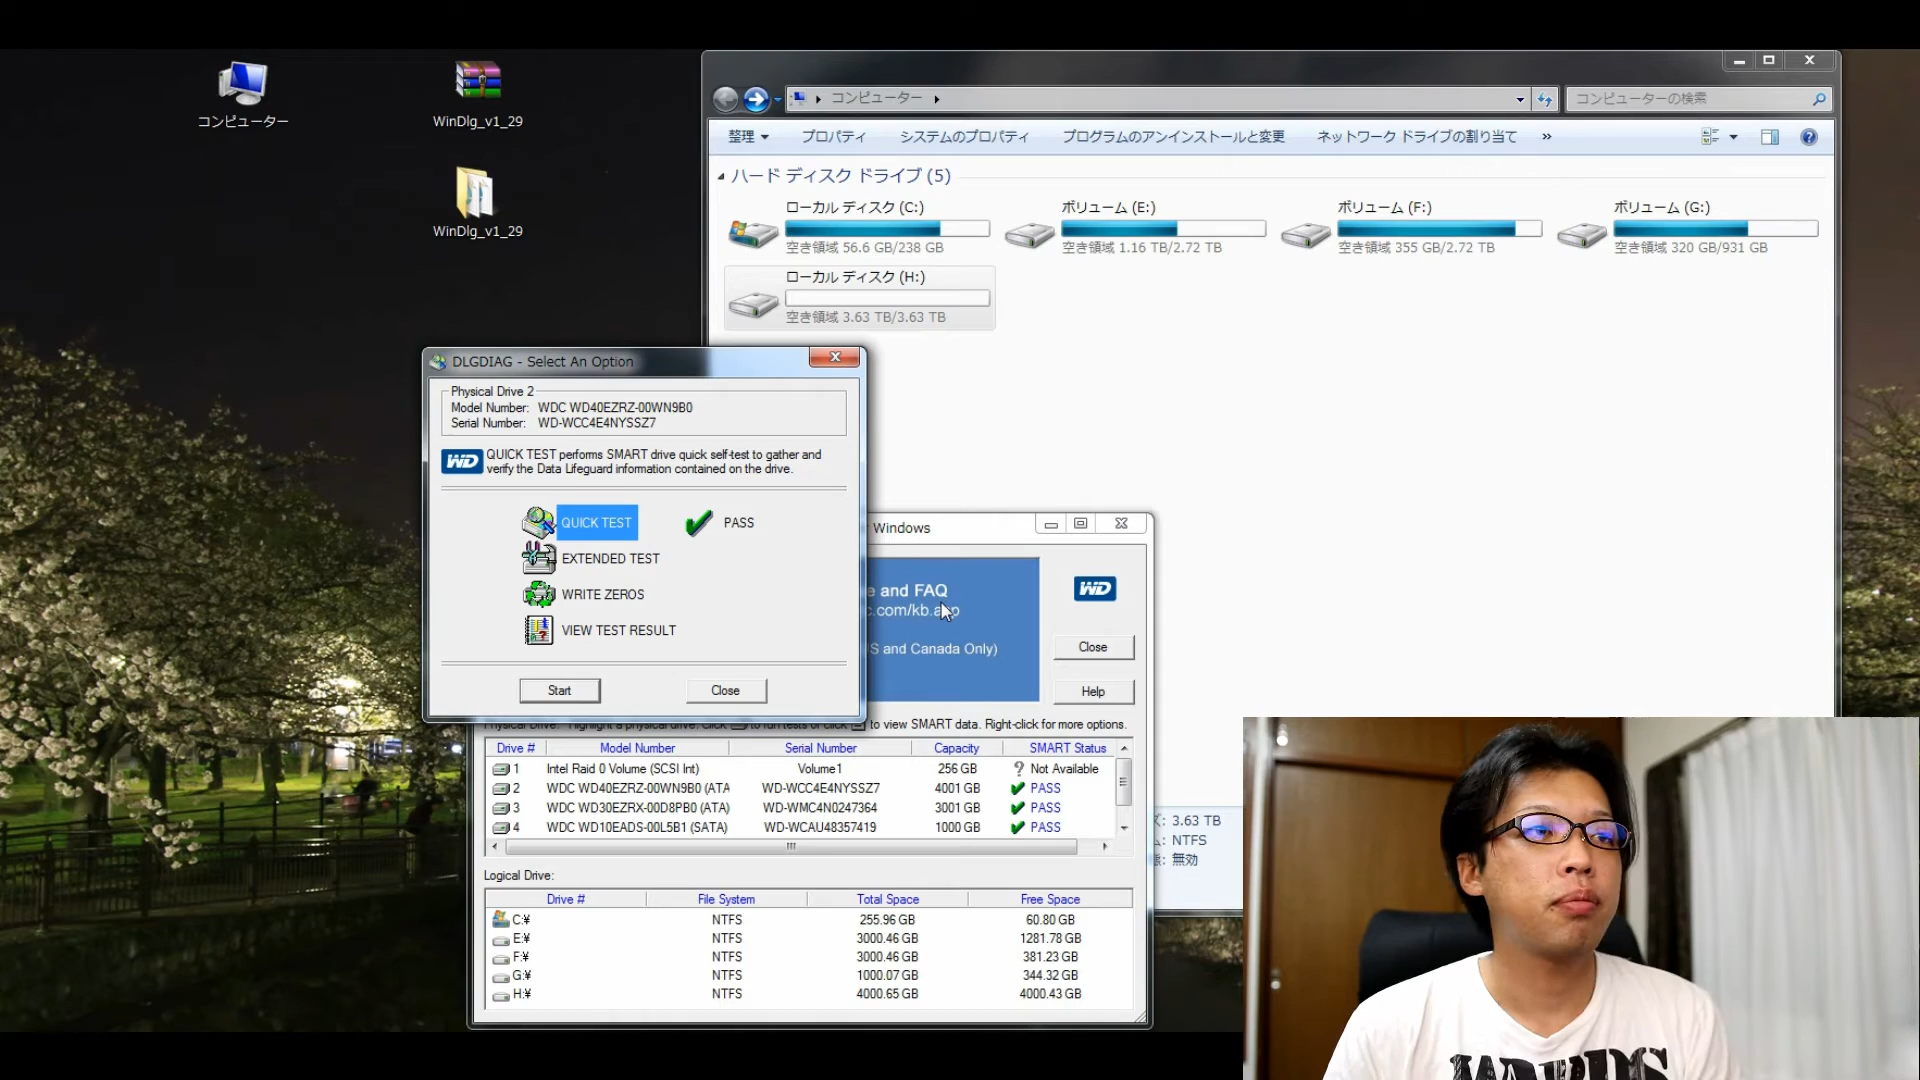 コンピューター
WinDlg_v1_29
WinDlg_v1_29
コンピューター
コンピューターの検索
整理
プロパティ
システムのプロパティ
プログラムのアンインストールと変更
ネットワーク ドライブの割り当て
»
ハード ディスク ドライブ (5)
ローカル ディスク (C:)
空き領域 56.6 GB/238 GB
ボリューム (E:)
空き領域 1.16 TB/2.72 TB
ボリューム (F:)
空き領域 355 GB/2.72 TB
ボリューム (G:)
空き領域 320 GB/931 GB
ローカル ディスク (H:)
空き領域 3.63 TB/3.63 TB
DLGDIAG - Select An Option
Physical Drive 2
Model Number: WDC WD40EZRZ-00WN9B0
Serial Number: WD-WCC4E4NYSSZ7
WD
QUICK TEST performs SMART drive quick self-test to gather and
verify the Data Lifeguard information contained on the drive.
QUICK TEST
PASS
EXTENDED TEST
WRITE ZEROS
VIEW TEST RESULT
Start
Close
Windows
e and FAQ
S and Canada Only)
WD
Close
Help
to view SMART data. Right-click for more options.
Drive # Model Number Serial Number Capacity SMART Status
1 Intel Raid 0 Volume (SCSI Int) Volume1 256 GB ? Not Available
2 WDC WD40EZRZ-00WN9B0 (ATA WD-WCC4E4NYSSZ7 4001 GB PASS
3 WDC WD30EZRX-00D8PB0 (ATA) WD-WMC4N0247364 3001 GB PASS
4 WDC WD10EADS-00L5B1 (SATA) WD-WCAU48357419 1000 GB PASS
Logical Drive:
Drive # File System Total Space Free Space
C:¥ NTFS 255.96 GB 60.80 GB
E:¥ NTFS 3000.46 GB 1281.78 GB
F:¥ NTFS 3000.46 GB 381.23 GB
G:¥ NTFS 1000.07 GB 344.32 GB
H:¥ NTFS 4000.65 GB 4000.43 GB
3.63 TB
NTFS
無効